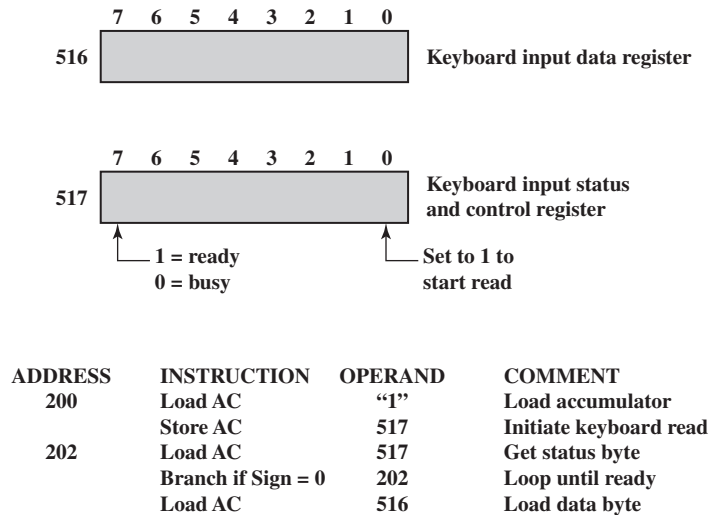 7 6 5 4 3 2 1 0
516 Keyboard input data register
7 6 5 4 3 2 1 0
517 Keyboard input status
and control register
1 = ready
0 = busy
Set to 1 to
start read
ADDRESS INSTRUCTION OPERAND COMMENT
200 Load AC “1” Load accumulator
Store AC 517 Initiate keyboard read
202 Load AC 517 Get status byte
Branch if Sign = 0 202 Loop until ready
Load AC 516 Load data byte